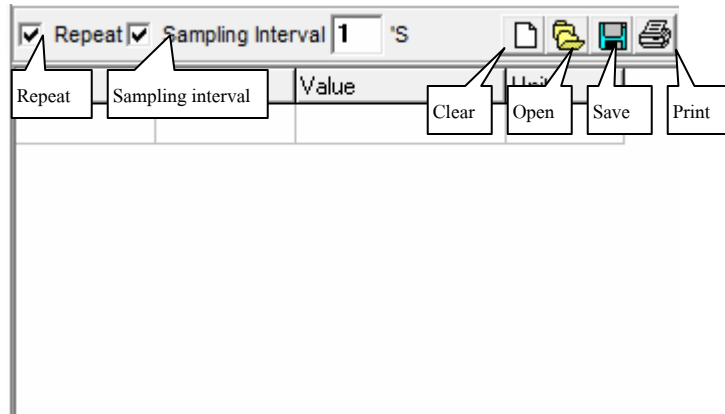 Repeat Sampling Interval 1 'S
Value
Repeat
Sampling interval
Clear
Open
Save
Print